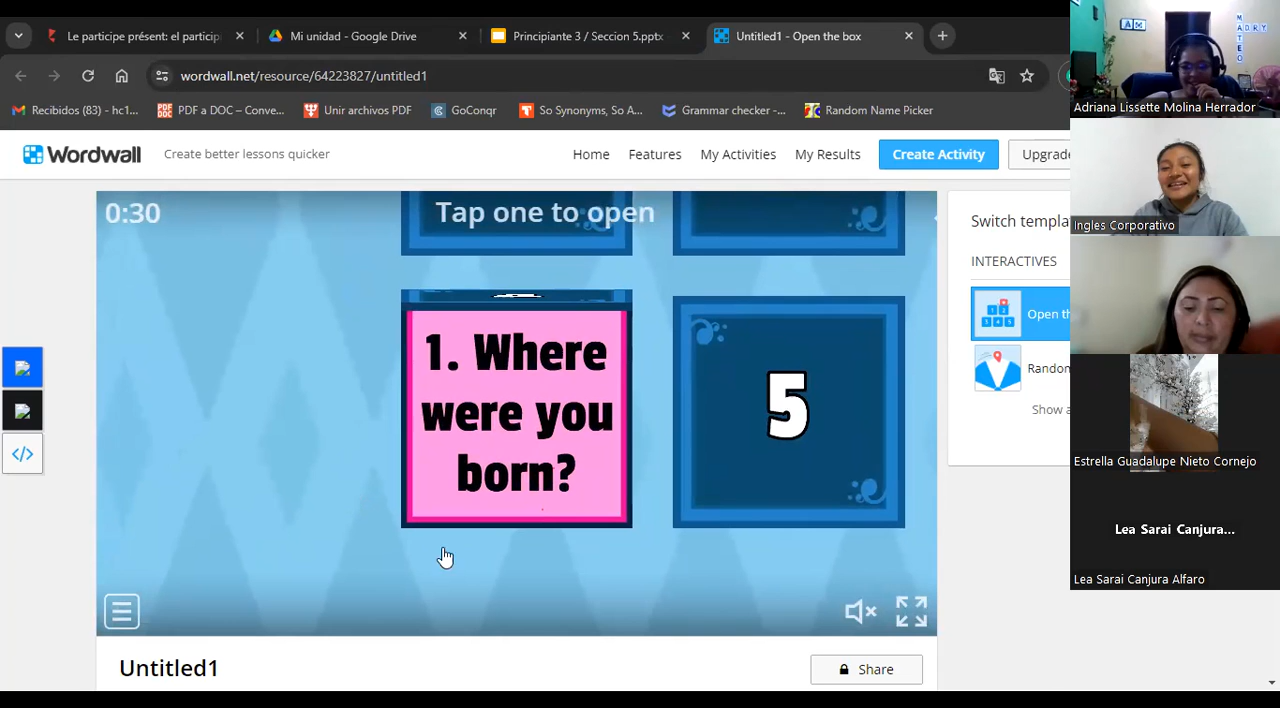 Le participe présent: el particip
Mi unidad - Google Drive
Principiante 3 / Seccion 5.pptx
Untitled1 - Open the box
wordwall.net/resource/64223827/untitled1
Recibidos (83) - hc1...
PDF a DOC – Conve...
Unir archivos PDF
GoConqr
So Synonyms, So A...
Grammar checker -...
Random Name Picker
Wordwall
Create better lessons quicker
Home
Features
My Activities
My Results
Create Activity
Upgrade
0:30
Tap one to open
1. Where
were you
born?
5
Untitled1
Share
Switch templa
INTERACTIVES
Open th
Random
Show a
MATEO
ADRY
Adriana Lissette Molina Herrador
Ingles Corporativo
Estrella Guadalupe Nieto Cornejo
Lea Sarai Canjura...
Lea Sarai Canjura Alfaro